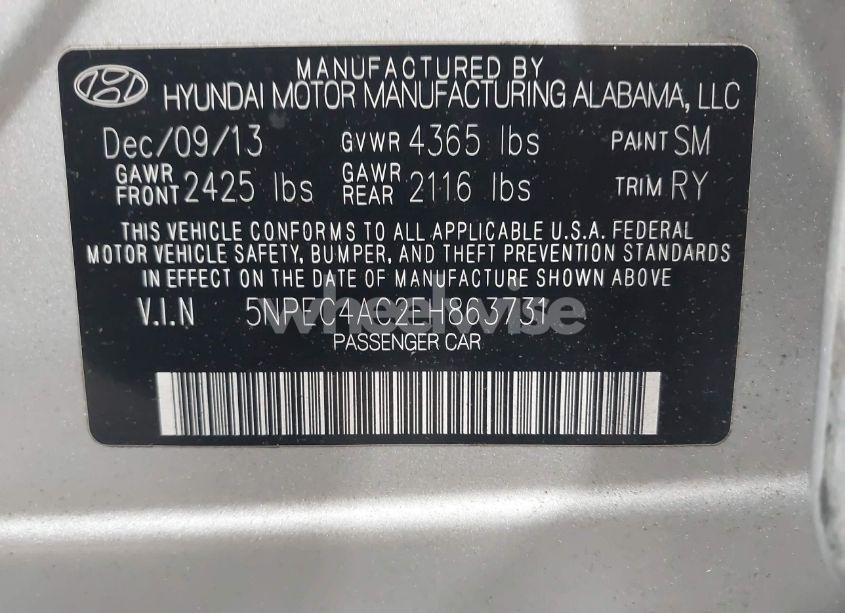 MANUFACTURED BY
HYUNDAI MOTOR MANUFACTURING ALABAMA, LLC
Dec/09/13 GVWR 4365 lbs PAINT SM
GAWR FRONT 2425 lbs GAWR REAR 2116 lbs TRIM RY
THIS VEHICLE CONFORMS TO ALL APPLICABLE U.S.A. FEDERAL
MOTOR VEHICLE SAFETY, BUMPER, AND THEFT PREVENTION STANDARDS
IN EFFECT ON THE DATE OF MANUFACTURE SHOWN ABOVE
V.I.N 5NPEC4AC2EH863731
wheelwise
PASSENGER CAR